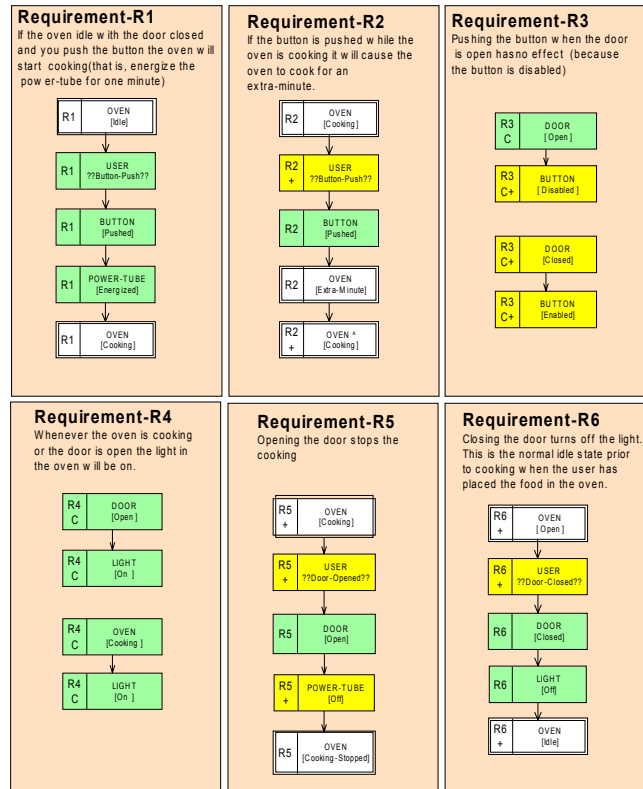 Requirement-R1
If the oven idle with the door closed
and you push the button the oven will
start cooking(that is, energize the
power-tube for one minute)
R1 OVEN
[Idle]
R1 USER
??Button-Push??
R1 BUTTON
[Pushed]
R1 POWER-TUBE
[Energized]
R1 OVEN
[Cooking]
Requirement-R2
If the button is pushed while the
oven is cooking it will cause the
oven to cook for an
extra-minute.
R2 OVEN
[Cooking]
R2 USER
+ ??Button-Push??
R2 BUTTON
[Pushed]
R2 OVEN
[Extra-Minute]
R2 OVEN ^
+ [Cooking]
Requirement-R3
Pushing the button when the door
is open hasno effect (because
the button is disabled)
R3 DOOR
C [Open]
R3 BUTTON
C+ [Disabled]
R3 DOOR
C+ [Closed]
R3 BUTTON
C+ [Enabled]
Requirement-R4
Whenever the oven is cooking
or the door is open the light in
the oven will be on.
R4 DOOR
C [Open]
R4 LIGHT
C [On]
R4 OVEN
C [Cooking]
R4 LIGHT
C [On]
Requirement-R5
Opening the door stops the
cooking
R5 OVEN
+ [Cooking]
R5 USER
+ ??Door-Opened??
R5 DOOR
[Open]
R5 POWER-TUBE
+ [Off]
R5 OVEN
[Cooking-Stopped]
Requirement-R6
Closing the door turns off the light.
This is the normal idle state prior
to cooking when the user has
placed the food in the oven.
R6 OVEN
+ [Open]
R6 USER
+ ??Door-Closed??
R6 DOOR
[Closed]
R6 LIGHT
[Off]
R6 OVEN
+ [Idle]